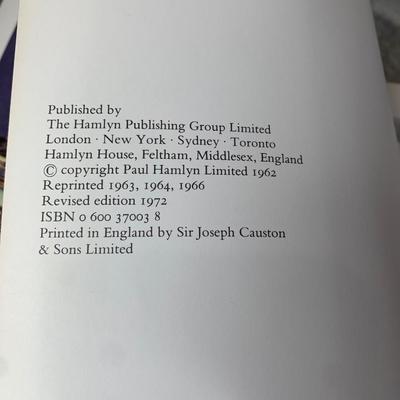 Published by
The Hamlyn Publishing Group Limited
London · New York · Sydney · Toronto
Hamlyn House, Feltham, Middlesex, England
© copyright Paul Hamlyn Limited 1962
Reprinted 1963, 1964, 1966
Revised edition 1972
ISBN 0 600 37003 8
Printed in England by Sir Joseph Causton
& Sons Limited